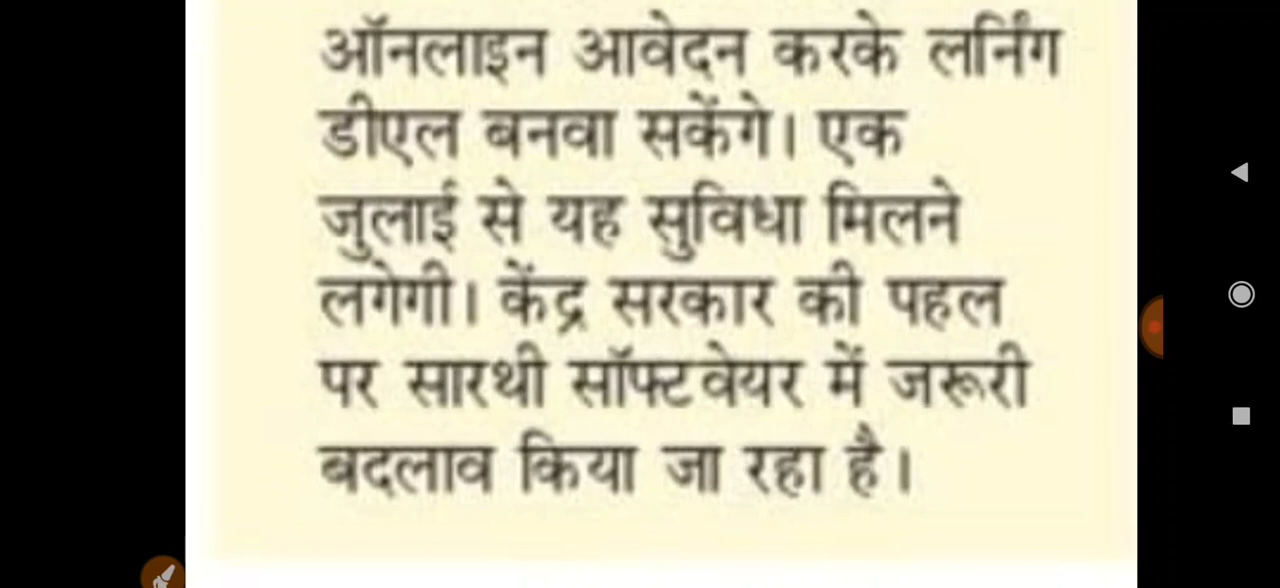 ऑनलाइन आवेदन करके लर्निंग
डीएल बनवा सकेंगे। एक
जुलाई से यह सुविधा मिलने
लगेगी। केंद्र सरकार की पहल
पर सारथी सॉफ्टवेयर में जरूरी
बदलाव किया जा रहा है।